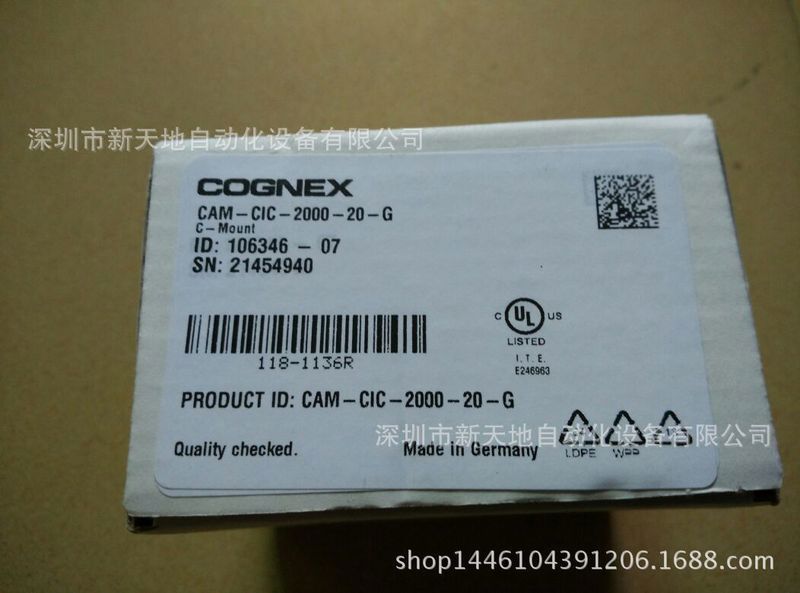 深圳市新天地自动化设备有限公司
COGNEX
CAM-CIC-2000-20-G
C-Mount
ID: 106346 - 07
SN: 21454940
C UL US
LISTED
I.T.E.
E246963
118-1136R
PRODUCT ID: CAM-CIC-2000-20-G
深圳市新天地自动化设备有限公司
Quality checked.
Made in Germany
LDPE
shop1446104391206.1688.com